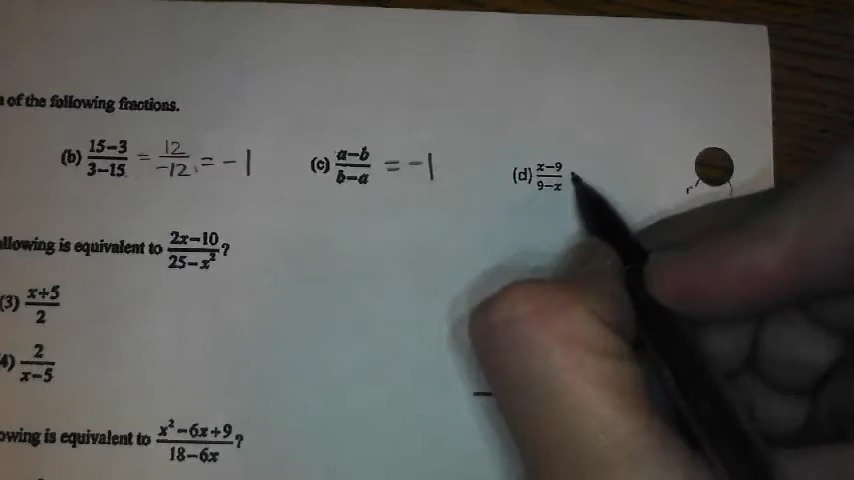 of the following fractions.
(b) 15-3/3-15 = 12/-12 = -1 (c) a-b/b-a = -1 (d) x-9/9-x
following is equivalent to 2x-10/25-x²?
(3) x+5/2
4) 2/x-5
owing is equivalent to x²-6x+9/18-6x?